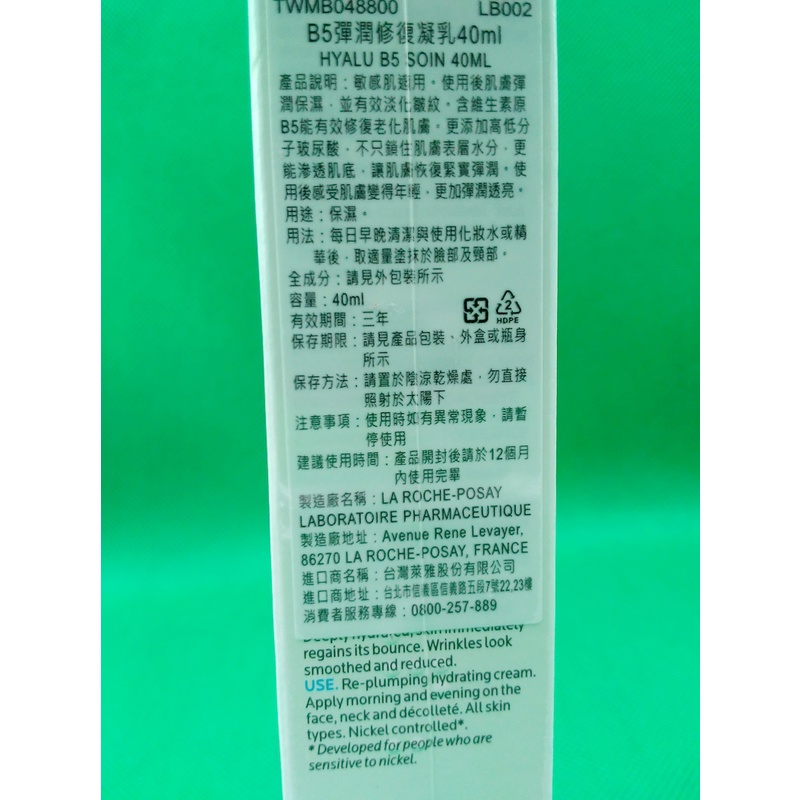 TWMB048800 LB002
B5彈潤修復凝乳40ml
HYALU B5 SOIN 40ML
產品說明：敏感肌適用。使用後肌膚彈
潤保濕，並有效淡化皺紋。含維生素原
B5能有效修復老化肌膚。更添加高低分
子玻尿酸，不只鎖住肌膚表層水分，更
能滲透肌底，讓肌膚恢復緊實彈潤。使
用後感受肌膚變得年輕，更加彈潤透亮。
用途：保濕。
用法：每日早晚清潔與使用化妝水或精
華後，取適量塗抹於臉部及頸部。
全成分：請見外包裝所示
容量：40ml
有效期間：三年
2
HDPE
保存期限：請見產品包裝、外盒或瓶身
所示
保存方法：請置於陰涼乾燥處，勿直接
照射於太陽下
注意事項：使用時如有異常現象，請暫
停使用
建議使用時間：產品開封後請於12個月
內使用完畢
製造廠名稱：LA ROCHE-POSAY
LABORATOIRE PHARMACEUTIQUE
製造廠地址：Avenue Rene Levayer,
86270 LA ROCHE-POSAY, FRANCE
進口商名稱：台灣萊雅股份有限公司
進口商地址：台北市信義區信義路五段7號22,23樓
消費者服務專線：0800-257-889
Deeply hydrated, skin immediately
regains its bounce. Wrinkles look
smoothed and reduced.
USE. Re-plumping hydrating cream.
Apply morning and evening on the
face, neck and décolleté. All skin
types. Nickel controlled*.
* Developed for people who are
sensitive to nickel.